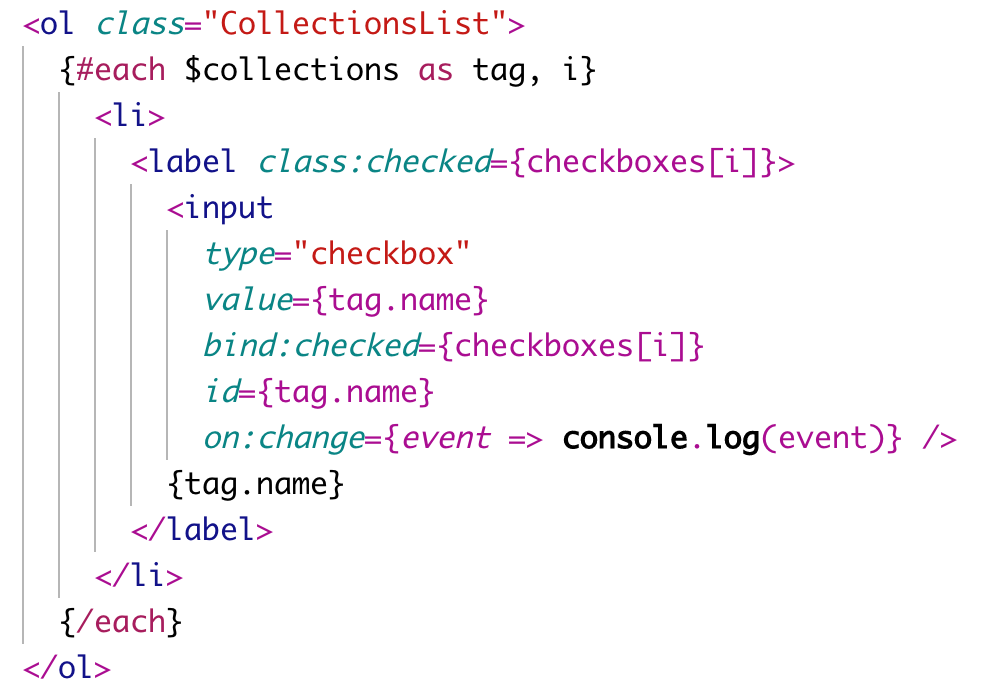 <ol class="CollectionsList">
{#each $collections as tag, i}
<li>
<label class:checked={checkboxes[i]}>
<input
type="checkbox"
value={tag.name}
bind:checked={checkboxes[i]}
id={tag.name}
on:change={event => console.log(event)} />
{tag.name}
</label>
</li>
{/each}
</ol>